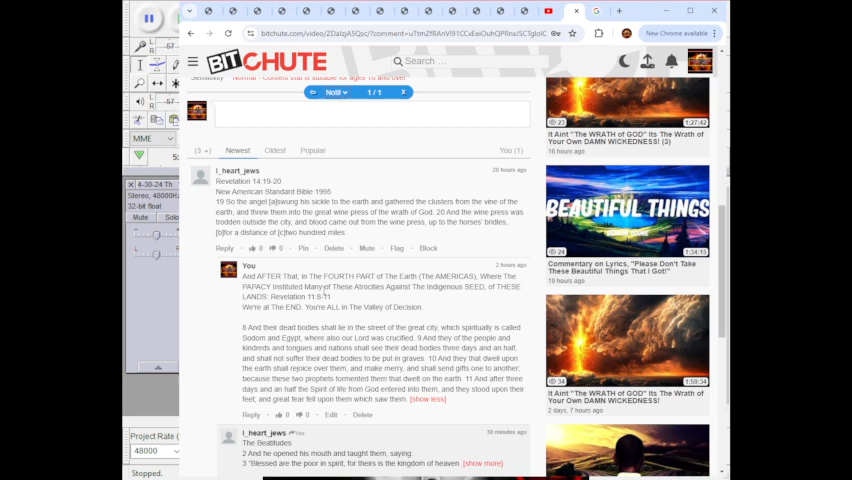 bitchute.com/video/ZDaIzjA5Qsc/?comment=uTtmZfRAnVl91CCxEeiOuhQPRnxiSCTgloIC
New Chrome available
BITCHUTE
Search ...
Sensitivity Normal - Content that is suitable for ages 16 and over
Notif 1 / 1 X
(3) Newest Oldest Popular You (1)
I_heart_jews 20 hours ago
Revelation 14:19-20
New American Standard Bible 1995
19 So the angel [a]swung his sickle to the earth and gathered the clusters from the vine of the
earth, and threw them into the great wine press of the wrath of God. 20 And the wine press was
trodden outside the city, and blood came out from the wine press, up to the horses' bridles,
[b]for a distance of [c]two hundred miles
Reply 0 0 Pin Delete Mute Flag Block
You 2 hours ago
And AFTER That, in The FOURTH PART of The Earth (The AMERICAS), Where The
PAPACY Instituted Many of These Atrocities Against The Indigenous SEED, of THESE
LANDS: Revelation 11:8-11
We're at The END. You're ALL in The Valley of Decision.
8 And their dead bodies shall lie in the street of the great city, which spiritually is called
Sodom and Egypt, where also our Lord was crucified. 9 And they of the people and
kindreds and tongues and nations shall see their dead bodies three days and an half,
and shall not suffer their dead bodies to be put in graves. 10 And they that dwell upon
the earth shall rejoice over them, and make merry, and shall send gifts one to another;
because these two prophets tormented them that dwelt on the earth. 11 And after three
days and an half the Spirit of life from God entered into them, and they stood upon their
feet; and great fear fell upon them which saw them. [show less]
Reply 0 0 Edit Delete
I_heart_jews You 30 minutes ago
The Beatitudes
2 And he opened his mouth and taught them, saying:
3 "Blessed are the poor in spirit, for theirs is the kingdom of heaven. [show more]
23 1:27:42
It Aint "The WRATH of GOD" Its The Wrath of
Your Own DAMN WICKEDNESS! (3)
16 hours ago
BEAUTIFUL THINGS
24 1:34:15
Commentary on Lyrics, "Please Don't Take
These Beautiful Things That I Got!"
19 hours ago
34 1:59:34
It Aint "The WRATH of GOD" Its The Wrath of
Your Own DAMN WICKEDNESS!
2 days, 7 hours ago
L
R
-57
L
R
-57
MME
5:
4-30-24 Th
Stereo, 48000H
32-bit float
Mute Solo
L R
Project Rate (
48000
Stopped.